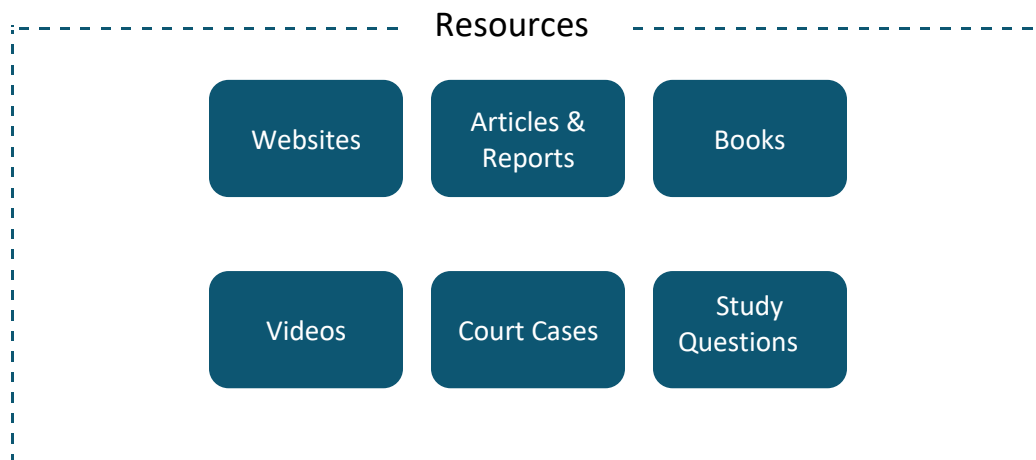 Resources
Websites
Articles &
Reports
Books
Videos
Court Cases
Study
Questions